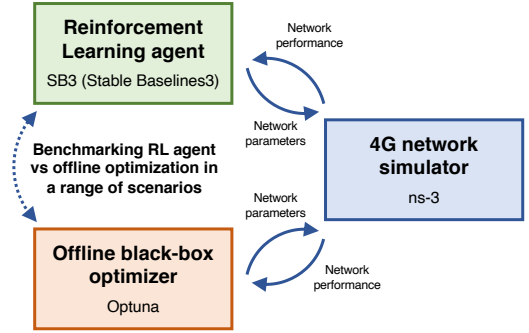 Reinforcement
Learning agent
SB3 (Stable Baselines3)
Network
performance
Network
parameters
Benchmarking RL agent
vs offline optimization in
a range of scenarios
4G network
simulator
ns-3
Network
parameters
Offline black-box
optimizer
Optuna
Network
performance